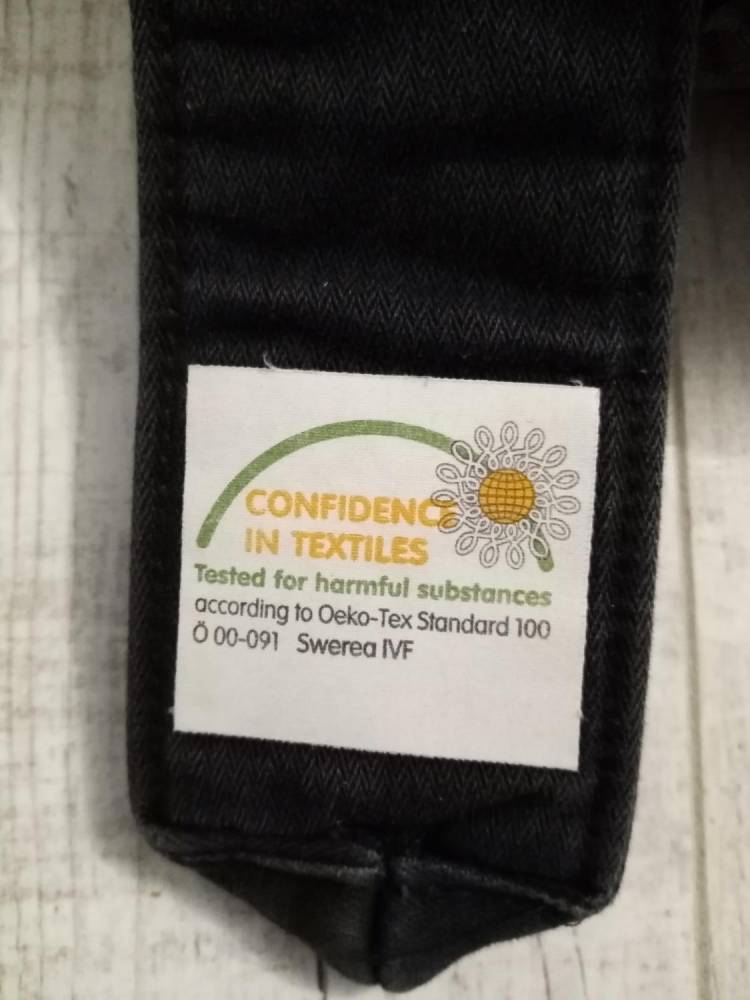 CONFIDENCE
IN TEXTILES
Tested for harmful substances
according to Oeko-Tex Standard 100
Ö 00-091 Swerea IVF